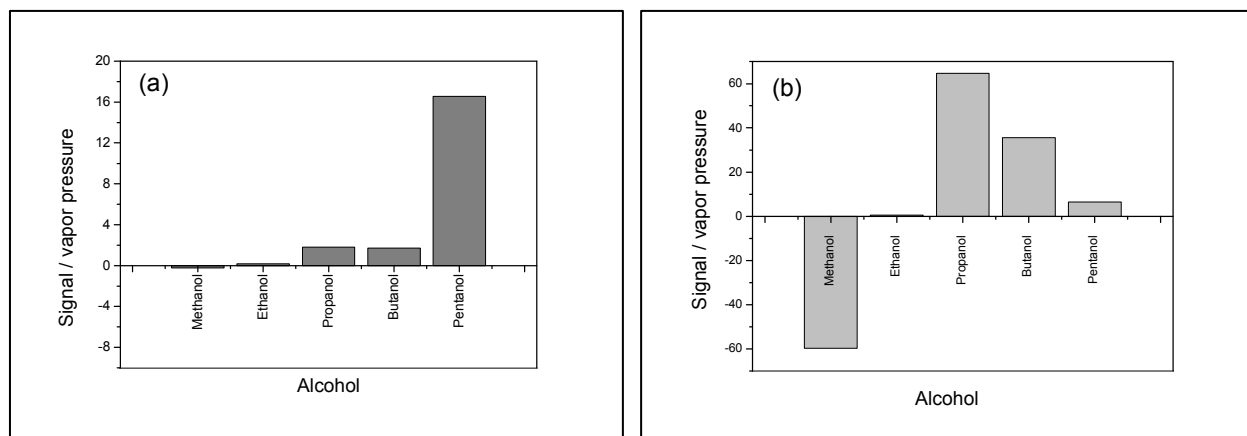 (a)
Signal / vapor pressure
20
16
12
8
4
0
-4
-8
Methanol
Ethanol
Propanol
Butanol
Pentanol
Alcohol
(b)
Signal / vapor pressure
60
40
20
0
-20
-40
-60
Methanol
Ethanol
Propanol
Butanol
Pentanol
Alcohol